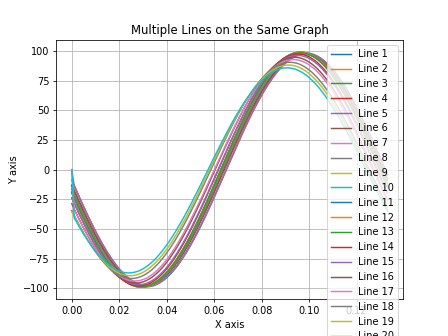 Multiple Lines on the Same Graph
Y axis
100
75
50
25
0
−25
−50
−75
−100
0.00
0.02
0.04
0.06
0.08
0.10
X axis
Line 1
Line 2
Line 3
Line 4
Line 5
Line 6
Line 7
Line 8
Line 9
Line 10
Line 11
Line 12
Line 13
Line 14
Line 15
Line 16
Line 17
Line 18
Line 19
Line 20